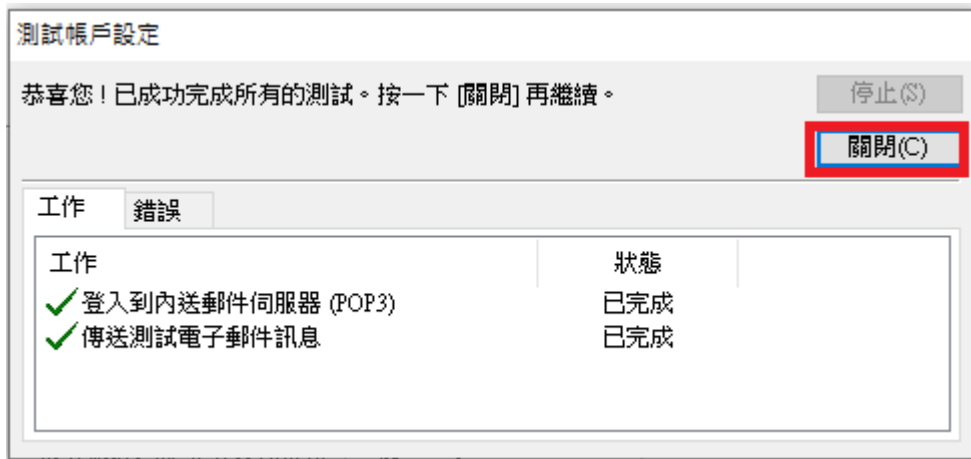 測試帳戶設定
恭喜您！已成功完成所有的測試。按一下 [關閉] 再繼續。
停止(S)
關閉(C)
工作 錯誤
工作 狀態
登入到內送郵件伺服器 (POP3) 已完成
傳送測試電子郵件訊息 已完成